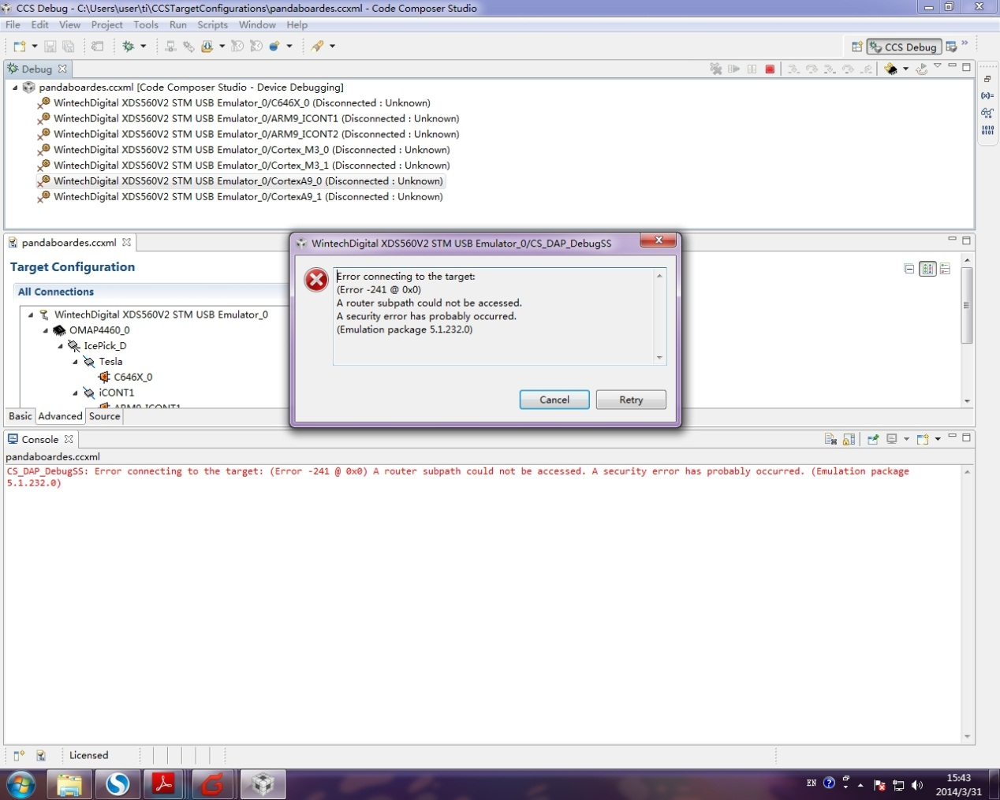 CCS Debug - C:\Users\user\ti\CCSTargetConfigurations\pandaboardes.ccxml - Code Composer Studio
File Edit View Project Tools Run Scripts Window Help
CCS Debug
Debug
pandaboardes.ccxml [Code Composer Studio - Device Debugging]
WintechDigital XDS560V2 STM USB Emulator_0/C646X_0 (Disconnected : Unknown)
WintechDigital XDS560V2 STM USB Emulator_0/ARM9_ICONT1 (Disconnected : Unknown)
WintechDigital XDS560V2 STM USB Emulator_0/ARM9_ICONT2 (Disconnected : Unknown)
WintechDigital XDS560V2 STM USB Emulator_0/Cortex_M3_0 (Disconnected : Unknown)
WintechDigital XDS560V2 STM USB Emulator_0/Cortex_M3_1 (Disconnected : Unknown)
WintechDigital XDS560V2 STM USB Emulator_0/CortexA9_0 (Disconnected : Unknown)
WintechDigital XDS560V2 STM USB Emulator_0/CortexA9_1 (Disconnected : Unknown)
pandaboardes.ccxml
Target Configuration
All Connections
WintechDigital XDS560V2 STM USB Emulator_0
OMAP4460_0
IcePick_D
Tesla
C646X_0
iCONT1
ARM9_ICONT1
Basic Advanced Source
WintechDigital XDS560V2 STM USB Emulator_0/CS_DAP_DebugSS
Error connecting to the target:
(Error -241 @ 0x0)
A router subpath could not be accessed.
A security error has probably occurred.
(Emulation package 5.1.232.0)
Cancel Retry
Console
pandaboardes.ccxml
CS_DAP_DebugSS: Error connecting to the target: (Error -241 @ 0x0) A router subpath could not be accessed. A security error has probably occurred. (Emulation package
5.1.232.0)
Licensed
EN
15:43
2014/3/31